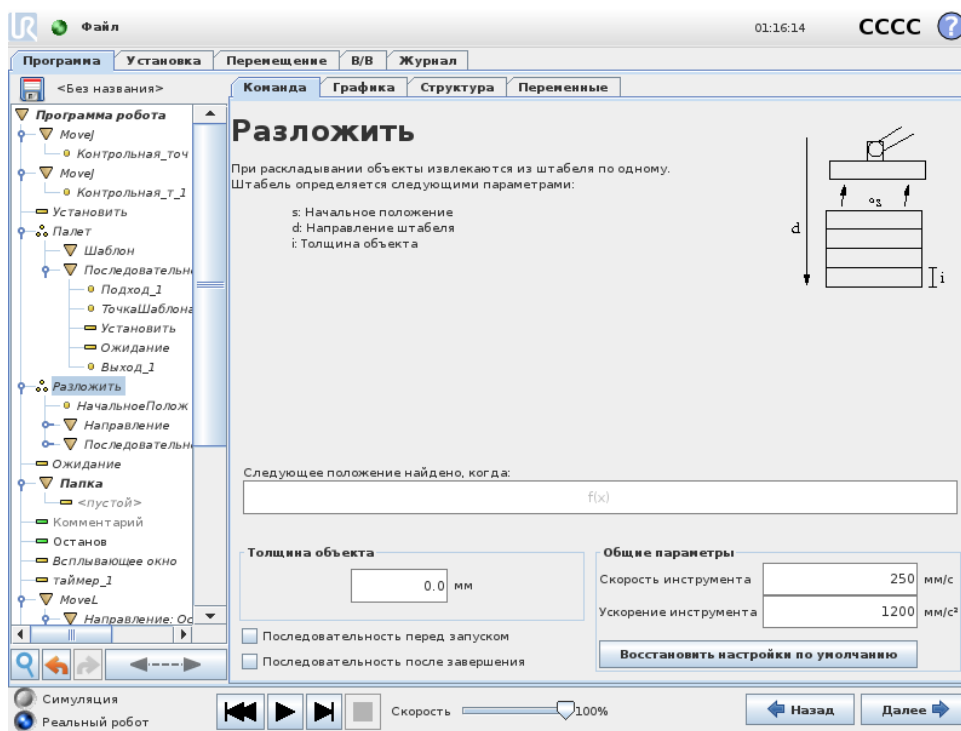 UR Файл 01:16:14 CCCC ?
Программа Установка Перемещение В/В Журнал
<Без названия>
Команда Графика Структура Переменные
Программа робота
MoveJ
Контрольная_точ
MoveJ
Контрольная_т_1
Установить
Палет
Шаблон
Последовательн
Подход_1
ТочкаШаблона
Установить
Ожидание
Выход_1
Разложить
НачальноеПолож
Направление
Последовательн
Ожидание
Папка
<пустой>
Комментарий
Останов
Всплывающее окно
таймер_1
MoveL
Направление: Ос
Разложить
При раскладывании объекты извлекаются из штабеля по одному.
Штабель определяется следующими параметрами:
s: Начальное положение
d: Направление штабеля
i: Толщина объекта
s
d
i
Следующее положение найдено, когда:
f(x)
Толщина объекта
0.0 мм
Последовательность перед запуском
Последовательность после завершения
Общие параметры
Скорость инструмента 250 мм/с
Ускорение инструмента 1200 мм/с²
Восстановить настройки по умолчанию
Симуляция
Реальный робот
Скорость 100%
Назад Далее